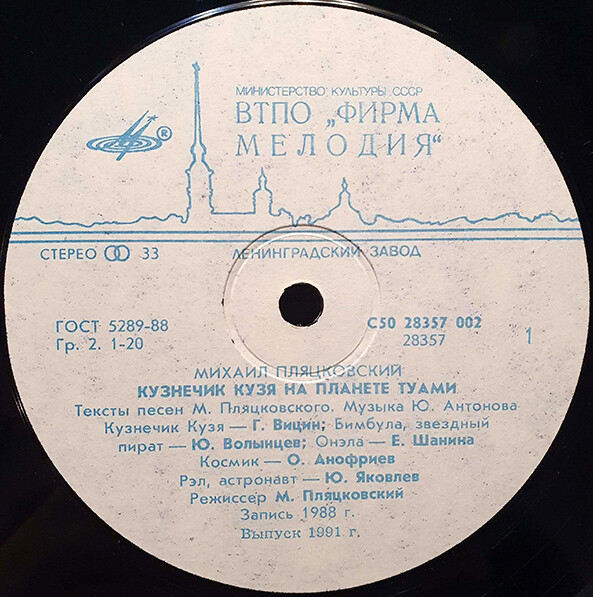 МИНИСТЕРСТВО КУЛЬТУРЫ СССР
ВТПО „ФИРМА
МЕЛОДИЯ“
®
СТЕРЕО 33
ЛЕНИНГРАДСКИЙ ЗАВОД
ГОСТ 5289-88
Гр. 2. 1-20
С50 28357 002
28357
1
МИХАИЛ ПЛЯЦКОВСКИЙ
КУЗНЕЧИК КУЗЯ НА ПЛАНЕТЕ ТУАМИ
Тексты песен М. Пляцковского. Музыка Ю. Антонова
Кузнечик Кузя — Г. Вицин; Бимбула, звездный
пират — Ю. Волынцев; Онэла — Е. Шанина
Космик — О. Анофриев
Рэл, астронавт — Ю. Яковлев
Режиссер М. Пляцковский
Запись 1988 г.
Выпуск 1991 г.